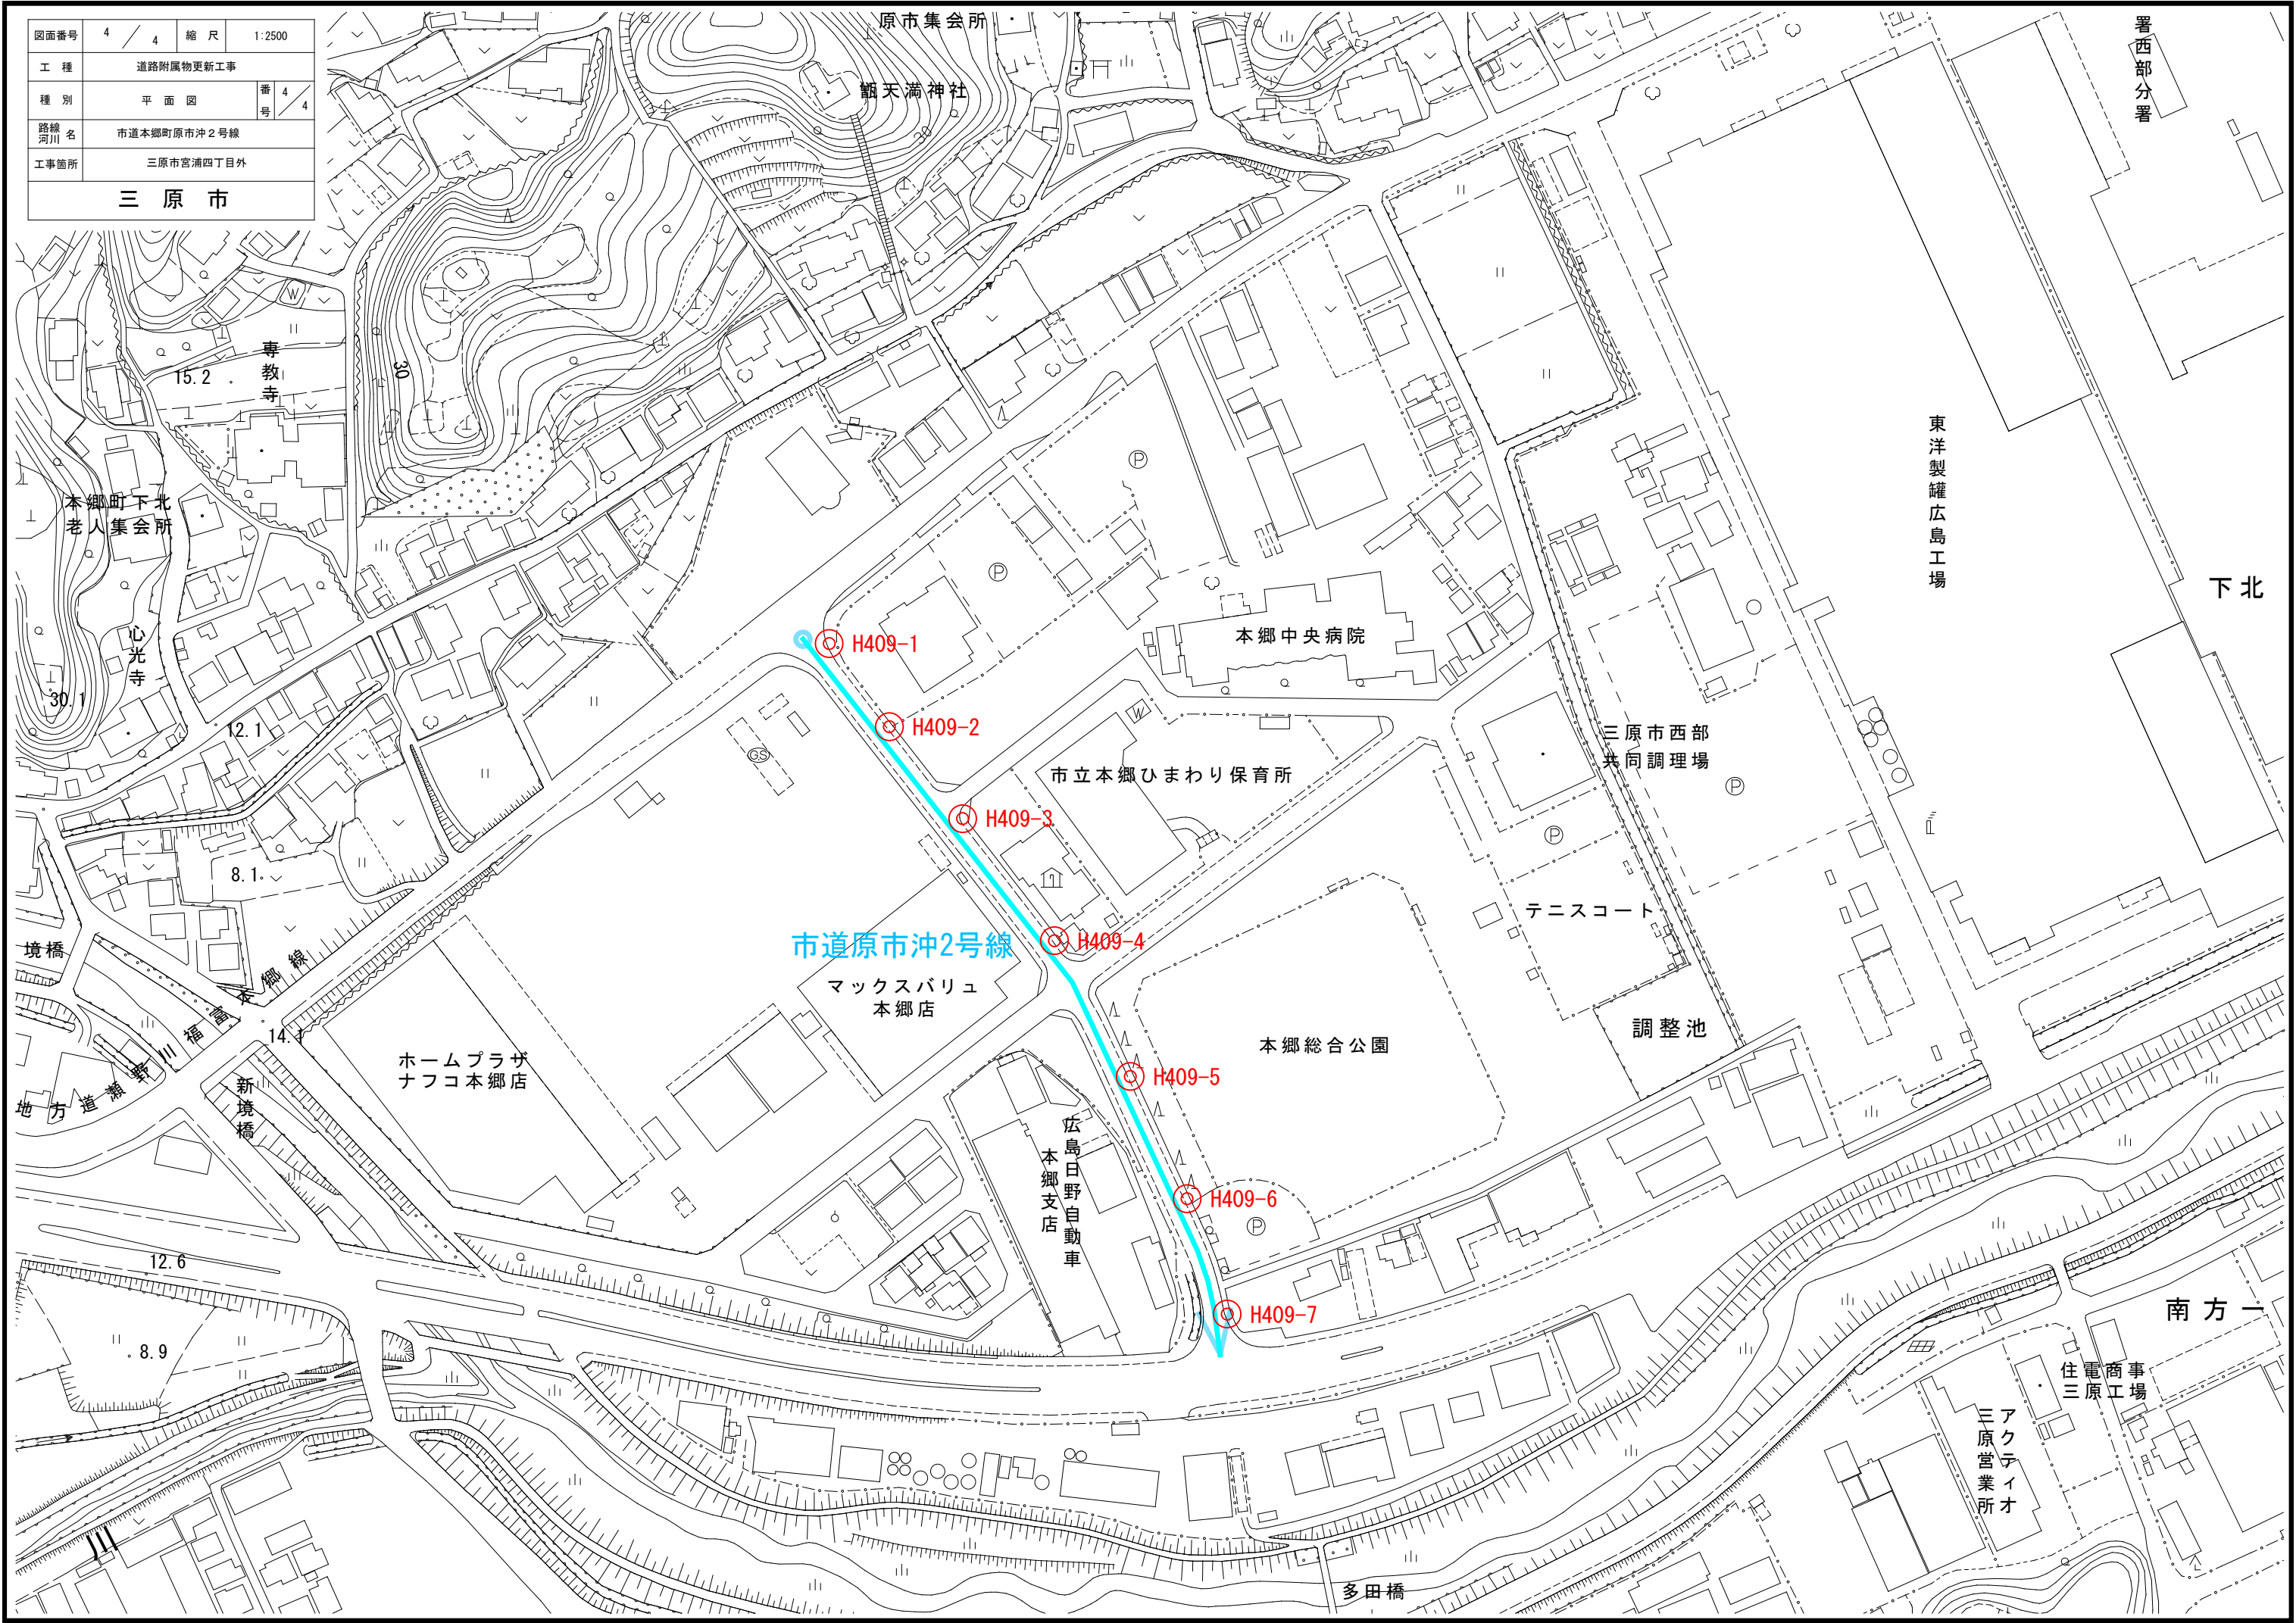 図面番号 4/4 縮尺 1:2500
工種 道路附属物更新工事
種別 平面図 番号 4/4
路線河川名 市道本郷町原市沖2号線
工事箇所 三原市宮浦四丁目外
三原市
原市集会所
甑天満神社
署西部分署
30
W
専教寺
15.2
30
東洋製罐広島工場
本郷町下北
老人集会所
P
P
下北
心光寺
本郷中央病院
H409-1
30.1
12.1
H409-2
W
三原市西部
共同調理場
GS
市立本郷ひまわり保育所
P
H409-3
P
8.1
テニスコート
境橋
市道原市沖2号線
H409-4
マックスバリュ
本郷店
調整池
14.1
本郷総合公園
ホームプラザ
ナフコ本郷店
H409-5
新境橋
地方道瀬野川福富本郷線
広島日野自動車
本郷支店
H409-6
P
12.6
H409-7
南方一
8.9
住電商事
三原工場
アクティオ
三原営業所
川
多田橋